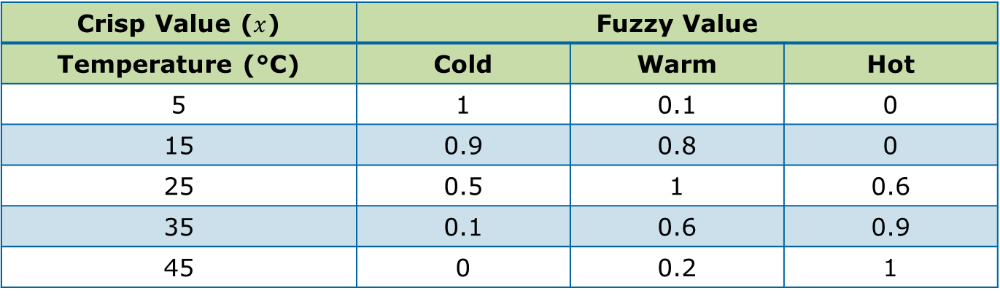 Crisp Value (x) Fuzzy Value
Temperature (°C) Cold Warm Hot
5 1 0.1 0
15 0.9 0.8 0
25 0.5 1 0.6
35 0.1 0.6 0.9
45 0 0.2 1